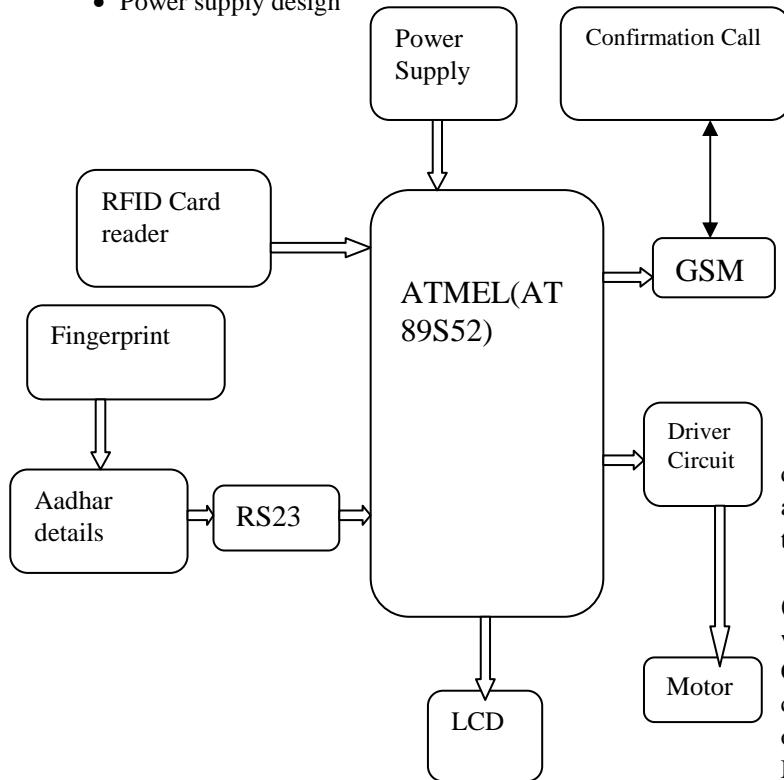 • Power supply design
Power
Supply
Confirmation Call
RFID Card
reader
ATMEL(AT
89S52)
GSM
Fingerprint
Driver
Circuit
Aadhar
details
RS23
Motor
LCD